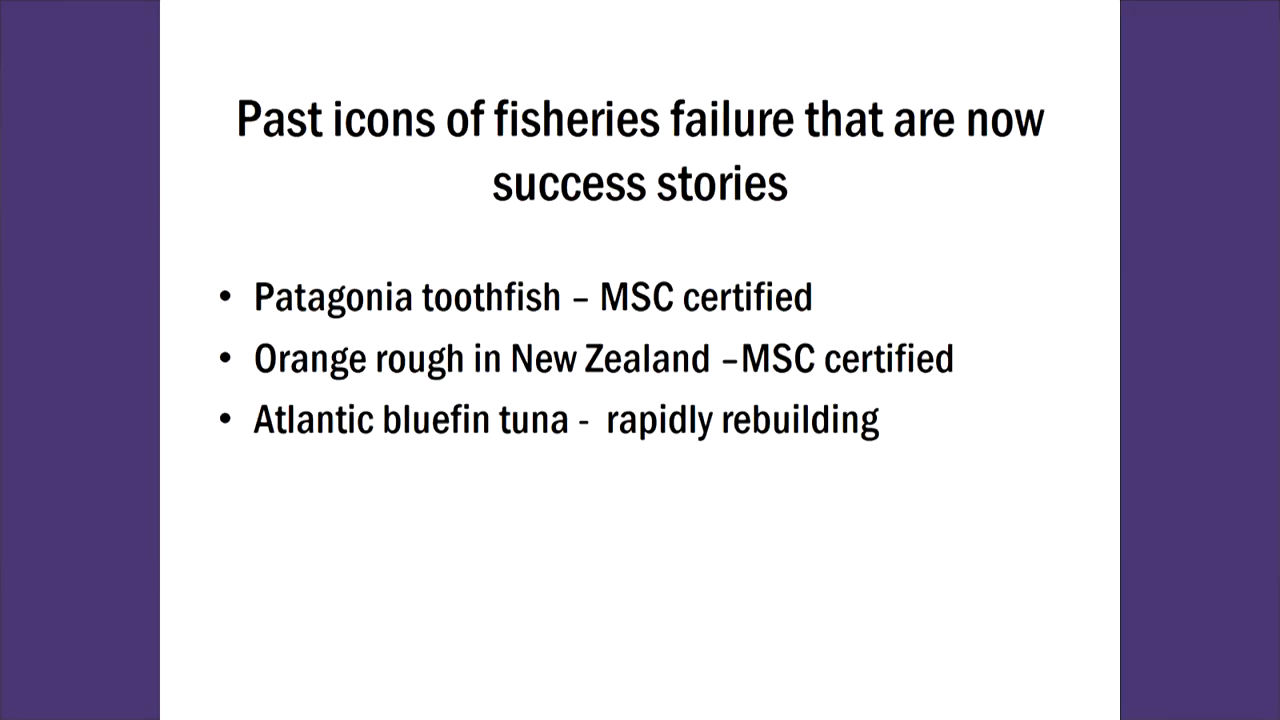 Past icons of fisheries failure that are now
success stories
• Patagonia toothfish – MSC certified
• Orange rough in New Zealand –MSC certified
• Atlantic bluefin tuna -  rapidly rebuilding